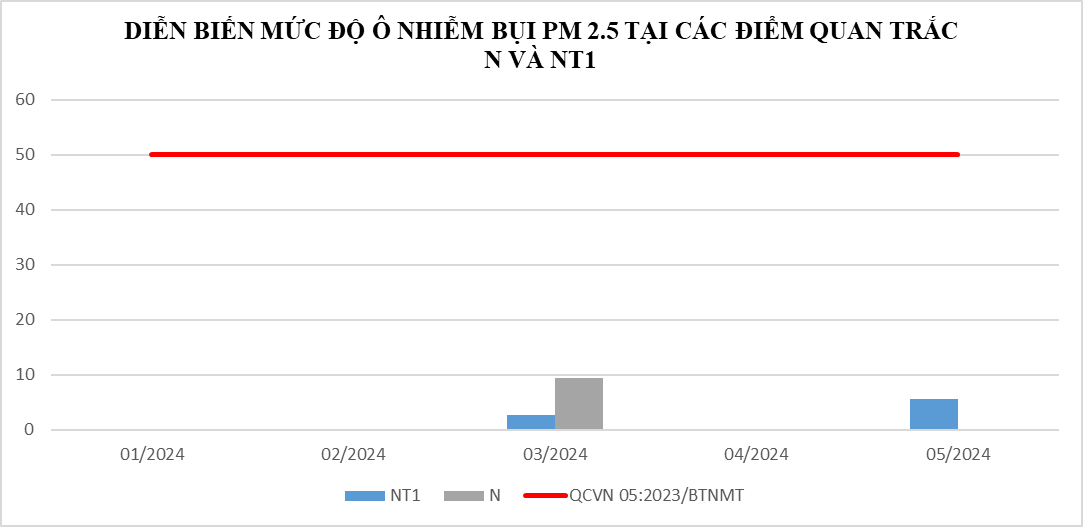 DIỄN BIẾN MỨC ĐỘ Ô NHIỄM BỤI PM 2.5 TẠI CÁC ĐIỂM QUAN TRẮC
N VÀ NT1
60
50
40
30
20
10
0
01/2024 02/2024 03/2024 04/2024 05/2024
NT1 N QCVN 05:2023/BTNMT